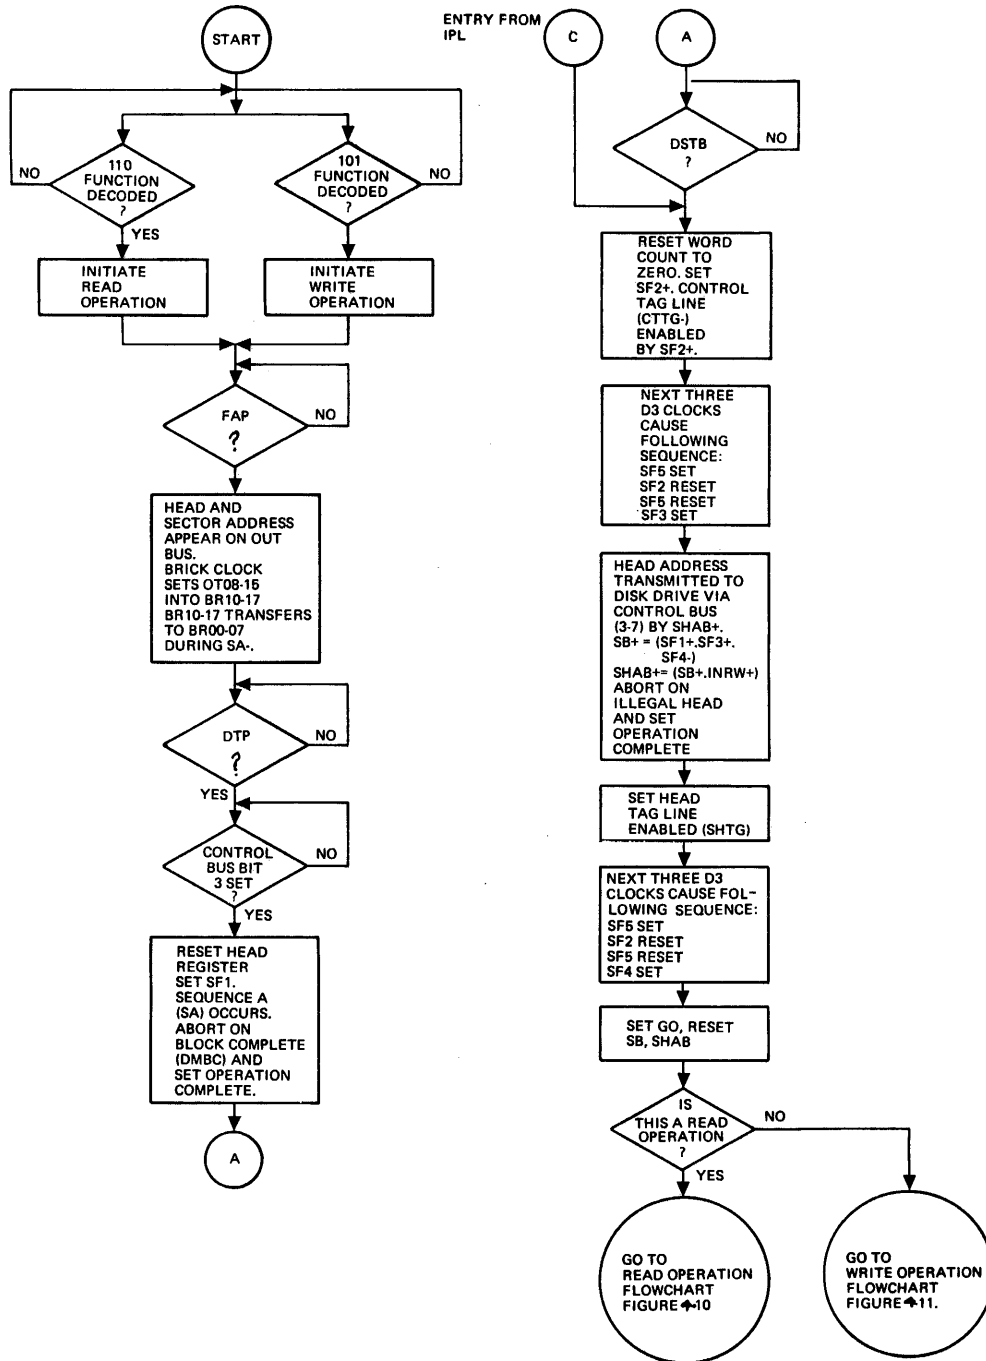 START
NO
110
FUNCTION
DECODED
?
YES
101
FUNCTION
DECODED
?
NO
INITIATE
READ
OPERATION
INITIATE
WRITE
OPERATION
FAP
?
NO
HEAD AND
SECTOR ADDRESS
APPEAR ON OUT
BUS.
BRICK CLOCK
SETS OT08-15
INTO BR10-17
BR10-17 TRANSFERS
TO BR00-07
DURING SA-.
DTP
?
NO
YES
CONTROL
BUS BIT
3 SET
?
NO
YES
RESET HEAD
REGISTER
SET SF1.
SEQUENCE A
(SA) OCCURS.
ABORT ON
BLOCK COMPLETE
(DMBC) AND
SET OPERATION
COMPLETE.
A
ENTRY FROM
IPL
C
A
DSTB
?
NO
RESET WORD
COUNT TO
ZERO. SET
SF2+. CONTROL
TAG LINE
(CTTG-)
ENABLED
BY SF2+.
NEXT THREE
D3 CLOCKS
CAUSE
FOLLOWING
SEQUENCE:
SF5 SET
SF2 RESET
SF5 RESET
SF3 SET
HEAD ADDRESS
TRANSMITTED TO
DISK DRIVE VIA
CONTROL BUS
(3-7) BY SHAB+.
SB+ = (SF1+.SF3+.
SF4-)
SHAB+= (SB+.INRW+)
ABORT ON
ILLEGAL HEAD
AND SET
OPERATION
COMPLETE
SET HEAD
TAG LINE
ENABLED (SHTG)
NEXT THREE D3
CLOCKS CAUSE FOL-
LOWING SEQUENCE:
SF5 SET
SF2 RESET
SF5 RESET
SF4 SET
SET GO, RESET
SB, SHAB
IS
THIS A READ
OPERATION
?
NO
YES
GO TO
READ OPERATION
FLOWCHART
FIGURE 4-10
GO TO
WRITE OPERATION
FLOWCHART
FIGURE 4-11.